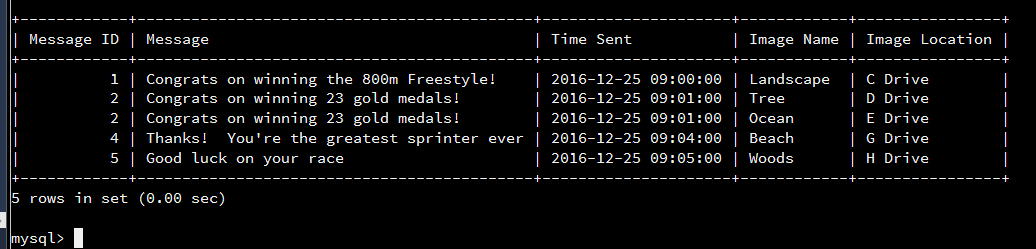 +------------+----------------------------------------+---------------------+------------+----------------+
| Message ID | Message                                | Time Sent           | Image Name | Image Location |
+------------+----------------------------------------+---------------------+------------+----------------+
|          1 | Congrats on winning the 800m Freestyle!    | 2016-12-25 09:00:00 | Landscape  | C Drive        |
|          2 | Congrats on winning 23 gold medals!        | 2016-12-25 09:01:00 | Tree       | D Drive        |
|          2 | Congrats on winning 23 gold medals!        | 2016-12-25 09:01:00 | Ocean      | E Drive        |
|          4 | Thanks!  You're the greatest sprinter ever | 2016-12-25 09:04:00 | Beach      | G Drive        |
|          5 | Good luck on your race                     | 2016-12-25 09:05:00 | Woods      | H Drive        |
+------------+----------------------------------------+---------------------+------------+----------------+
5 rows in set (0.00 sec)
mysql>